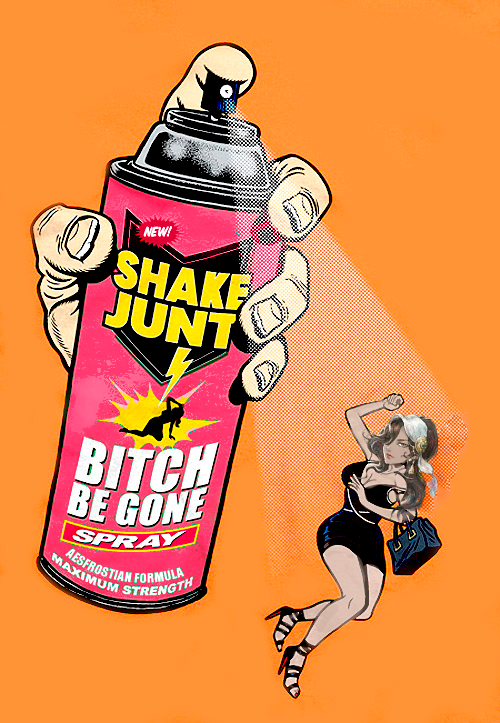 NEW!
SHAKE
JUNT
BITCH
BE GONE
SPRAY
AESFROSTIAN FORMULA
MAXIMUM STRENGTH